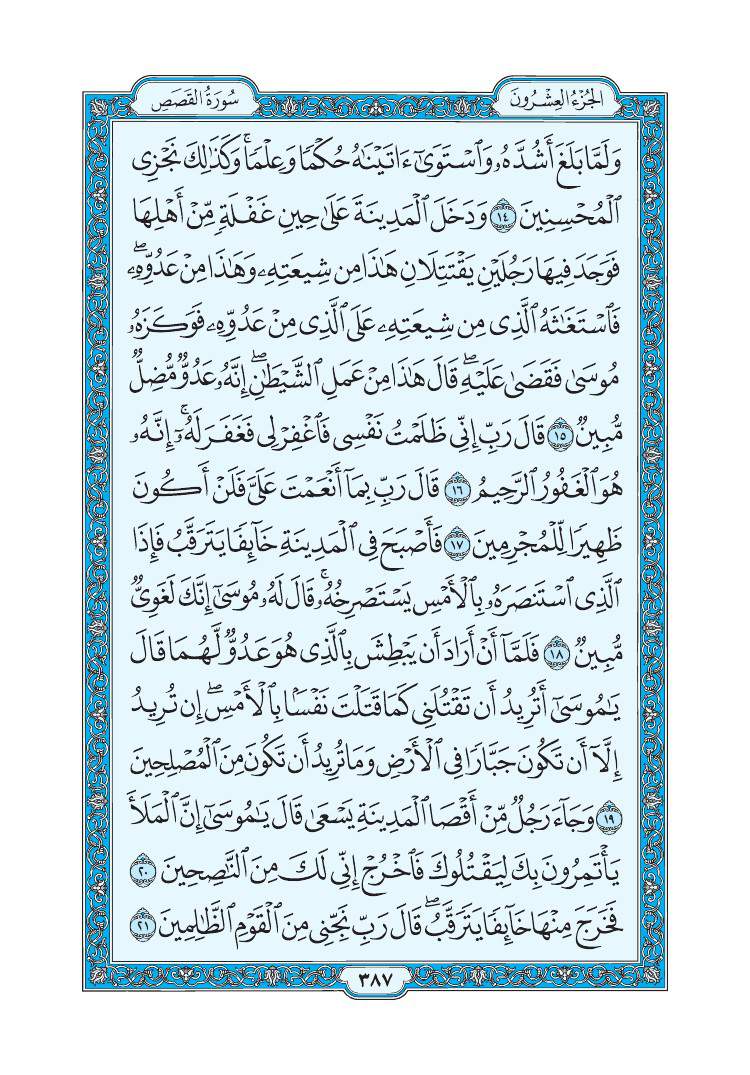 الجُزْءُ العِشْرُونَ
سُورَةُ القَصَصِ
وَلَمَّا بَلَغَ أَشُدَّهُۥ وَٱسْتَوَىٰٓ ءَاتَيْنَٰهُ حُكْمًا وَعِلْمًاۚ وَكَذَٰلِكَ نَجْزِى
ٱلْمُحْسِنِينَ ١٤ وَدَخَلَ ٱلْمَدِينَةَ عَلَىٰ حِينِ غَفْلَةٍ مِّنْ أَهْلِهَا
فَوَجَدَ فِيهَا رَجُلَيْنِ يَقْتَتِلَانِ هَٰذَا مِن شِيعَتِهِۦ وَهَٰذَا مِنْ عَدُوِّهِۦۖ
فَٱسْتَغَٰثَهُ ٱلَّذِى مِن شِيعَتِهِۦ عَلَى ٱلَّذِى مِنْ عَدُوِّهِۦ فَوَكَزَهُۥ
مُوسَىٰ فَقَضَىٰ عَلَيْهِۖ قَالَ هَٰذَا مِنْ عَمَلِ ٱلشَّيْطَٰنِۖ إِنَّهُۥ عَدُوٌّ مُّضِلٌّ
مُّبِينٌ ١٥ قَالَ رَبِّ إِنِّى ظَلَمْتُ نَفْسِى فَٱغْفِرْ لِى فَغَفَرَ لَهُۥٓۚ إِنَّهُۥ
هُوَ ٱلْغَفُورُ ٱلرَّحِيمُ ١٦ قَالَ رَبِّ بِمَآ أَنْعَمْتَ عَلَىَّ فَلَنْ أَكُونَ
ظَهِيرًا لِّلْمُجْرِمِينَ ١٧ فَأَصْبَحَ فِى ٱلْمَدِينَةِ خَآئِفًا يَتَرَقَّبُ فَإِذَا
ٱلَّذِى ٱسْتَنصَرَهُۥ بِٱلْأَمْسِ يَسْتَصْرِخُهُۥۚ قَالَ لَهُۥ مُوسَىٰٓ إِنَّكَ لَغَوِىٌّ
مُّبِينٌ ١٨ فَلَمَّآ أَنْ أَرَادَ أَن يَبْطِشَ بِٱلَّذِى هُوَ عَدُوٌّ لَّهُمَا قَالَ
يَٰمُوسَىٰٓ أَتُرِيدُ أَن تَقْتُلَنِى كَمَا قَتَلْتَ نَفْسًۢا بِٱلْأَمْسِۖ إِن تُرِيدُ
إِلَّآ أَن تَكُونَ جَبَّارًا فِى ٱلْأَرْضِ وَمَا تُرِيدُ أَن تَكُونَ مِنَ ٱلْمُصْلِحِينَ
١٩ وَجَآءَ رَجُلٌ مِّنْ أَقْصَا ٱلْمَدِينَةِ يَسْعَىٰ قَالَ يَٰمُوسَىٰٓ إِنَّ ٱلْمَلَأَ
يَأْتَمِرُونَ بِكَ لِيَقْتُلُوكَ فَٱخْرُجْ إِنِّى لَكَ مِنَ ٱلنَّٰصِحِينَ ٢٠
فَخَرَجَ مِنْهَا خَآئِفًا يَتَرَقَّبُۖ قَالَ رَبِّ نَجِّنِى مِنَ ٱلْقَوْمِ ٱلظَّٰلِمِينَ ٢١
٣٨٧